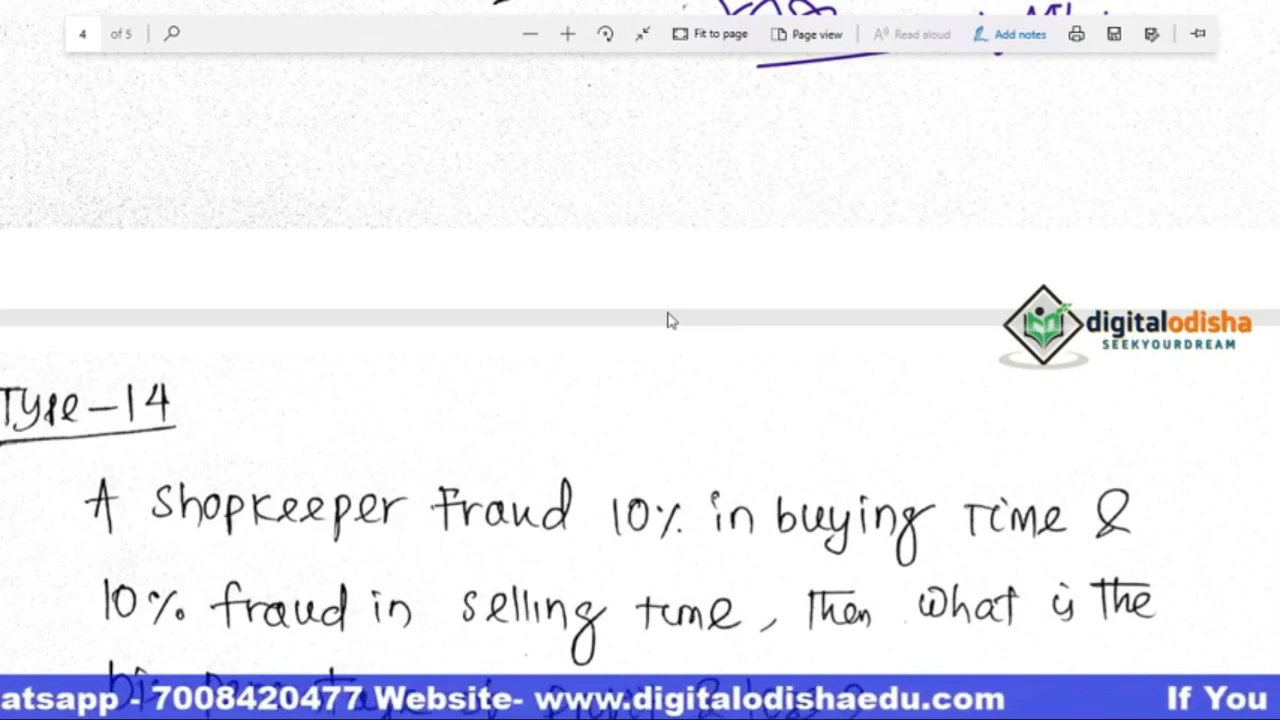 4 of 5 Fit to page Page view Read aloud Add notes
digitalodisha
SEEKYOURDREAM
Type-14
A shopkeeper Fraud 10% in buying Time &
10% fraud in selling time, Then what is the
atsapp - 7008420477 Website- www.digitalodishaedu.com If You